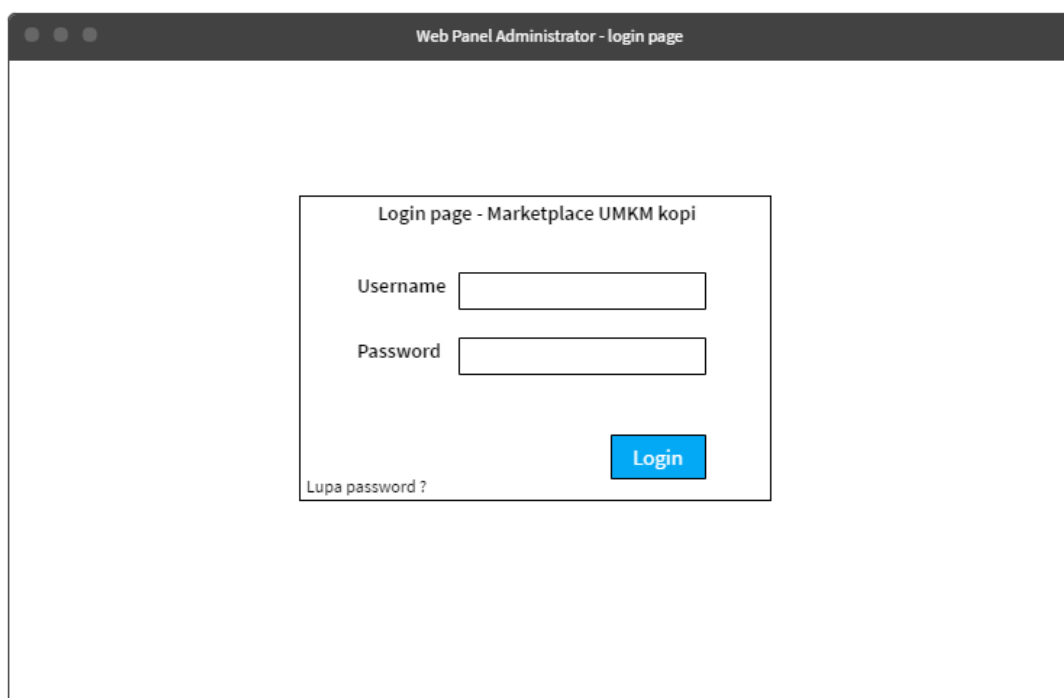 Web Panel Administrator - login page
Login page - Marketplace UMKM kopi
Username
Password
Login
Lupa password ?